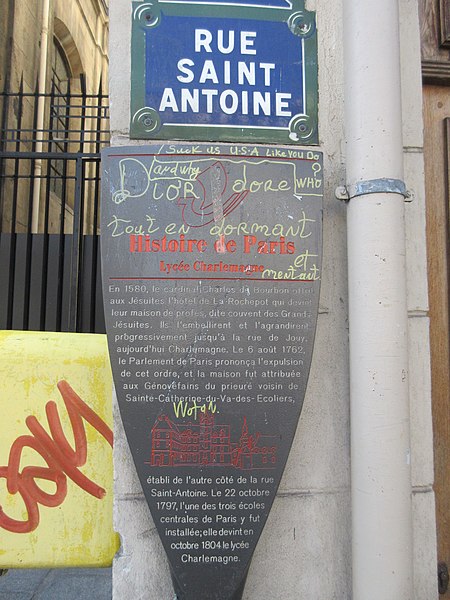 RUE
SAINT
ANTOINE
Suck us U.S.A Like You Do
and why
DIOR dore WHO?
tout en dormant
et
mentant
Histoire de Paris
Lycée Charlemagne
En 1580, le cardinal Charles de Bourbon offrit
aux Jésuites l'hôtel de La Rochepot qui devint
leur maison de profès, dite couvent des Grands
Jésuites. Ils l'embellirent et l'agrandirent
progressivement jusqu'à la rue de Jouy,
aujourd'hui Charlemagne. Le 6 août 1762,
le Parlement de Paris prononça l'expulsion
de cet ordre, et la maison fut attribuée
aux Génovéfains du prieuré voisin de
Sainte-Catherine-du-Va-des-Ecoliers,
Wotan.
établi de l'autre côté de la rue
Saint-Antoine. Le 22 octobre
1797, l'une des trois écoles
centrales de Paris y fut
installée; elle devint en
octobre 1804 le lycée
Charlemagne.